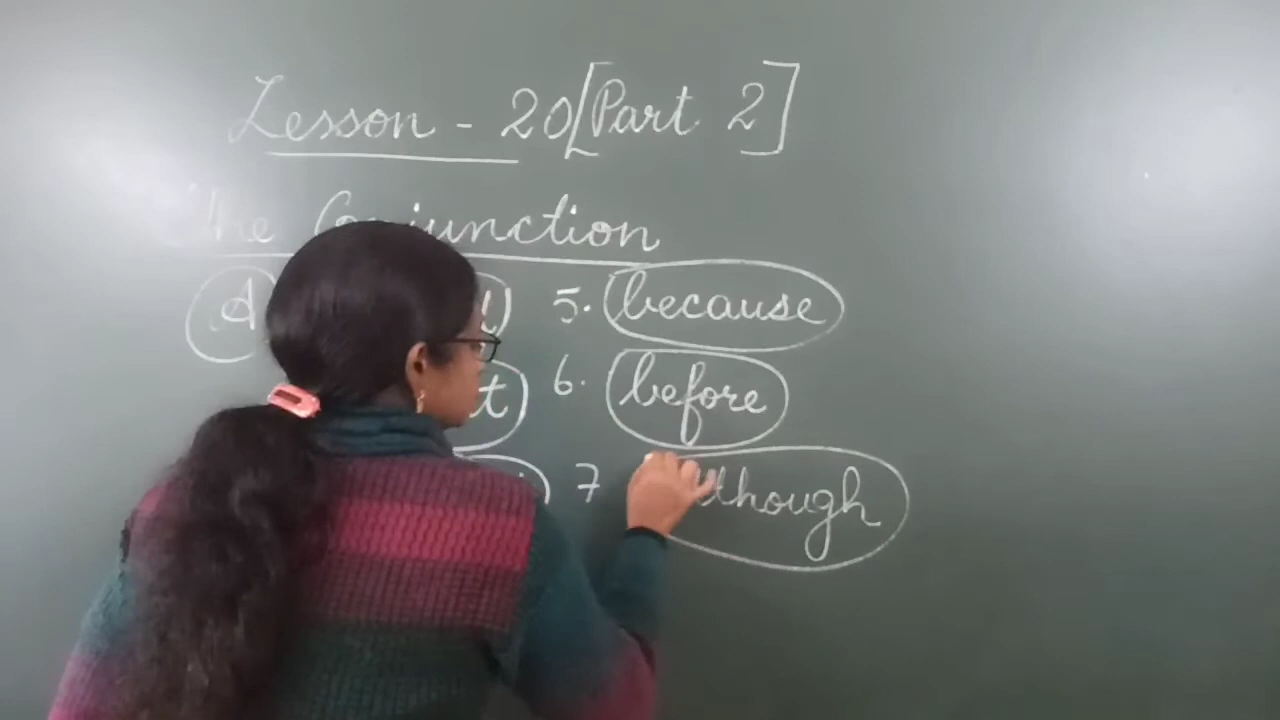 Lesson - 20 [Part 2]
The Conjunction
A
5. because
6. before
7 although